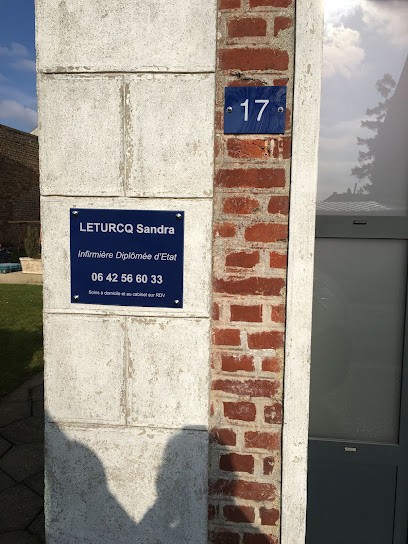 17
LETURCQ Sandra
Infirmière Diplômée d'Etat
06 42 56 60 33
Soins à domicile et au cabinet sur RDV